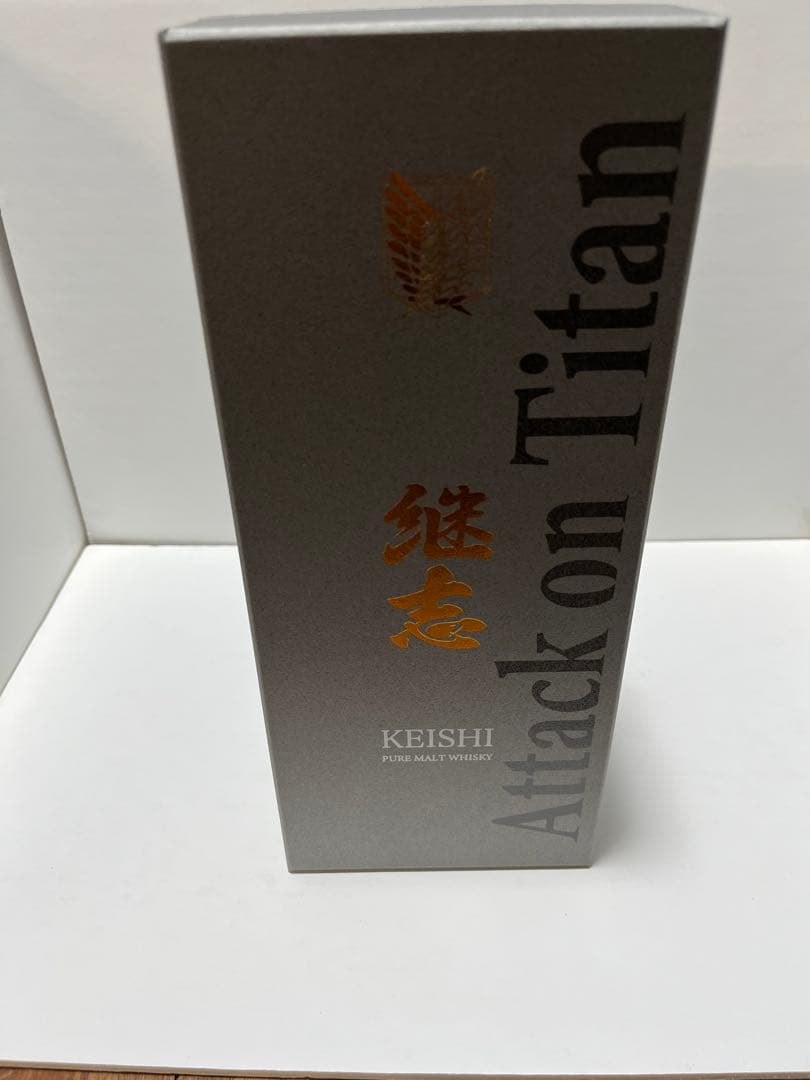 継志
KEISHI
PURE MALT WHISKY
Attack on Titan